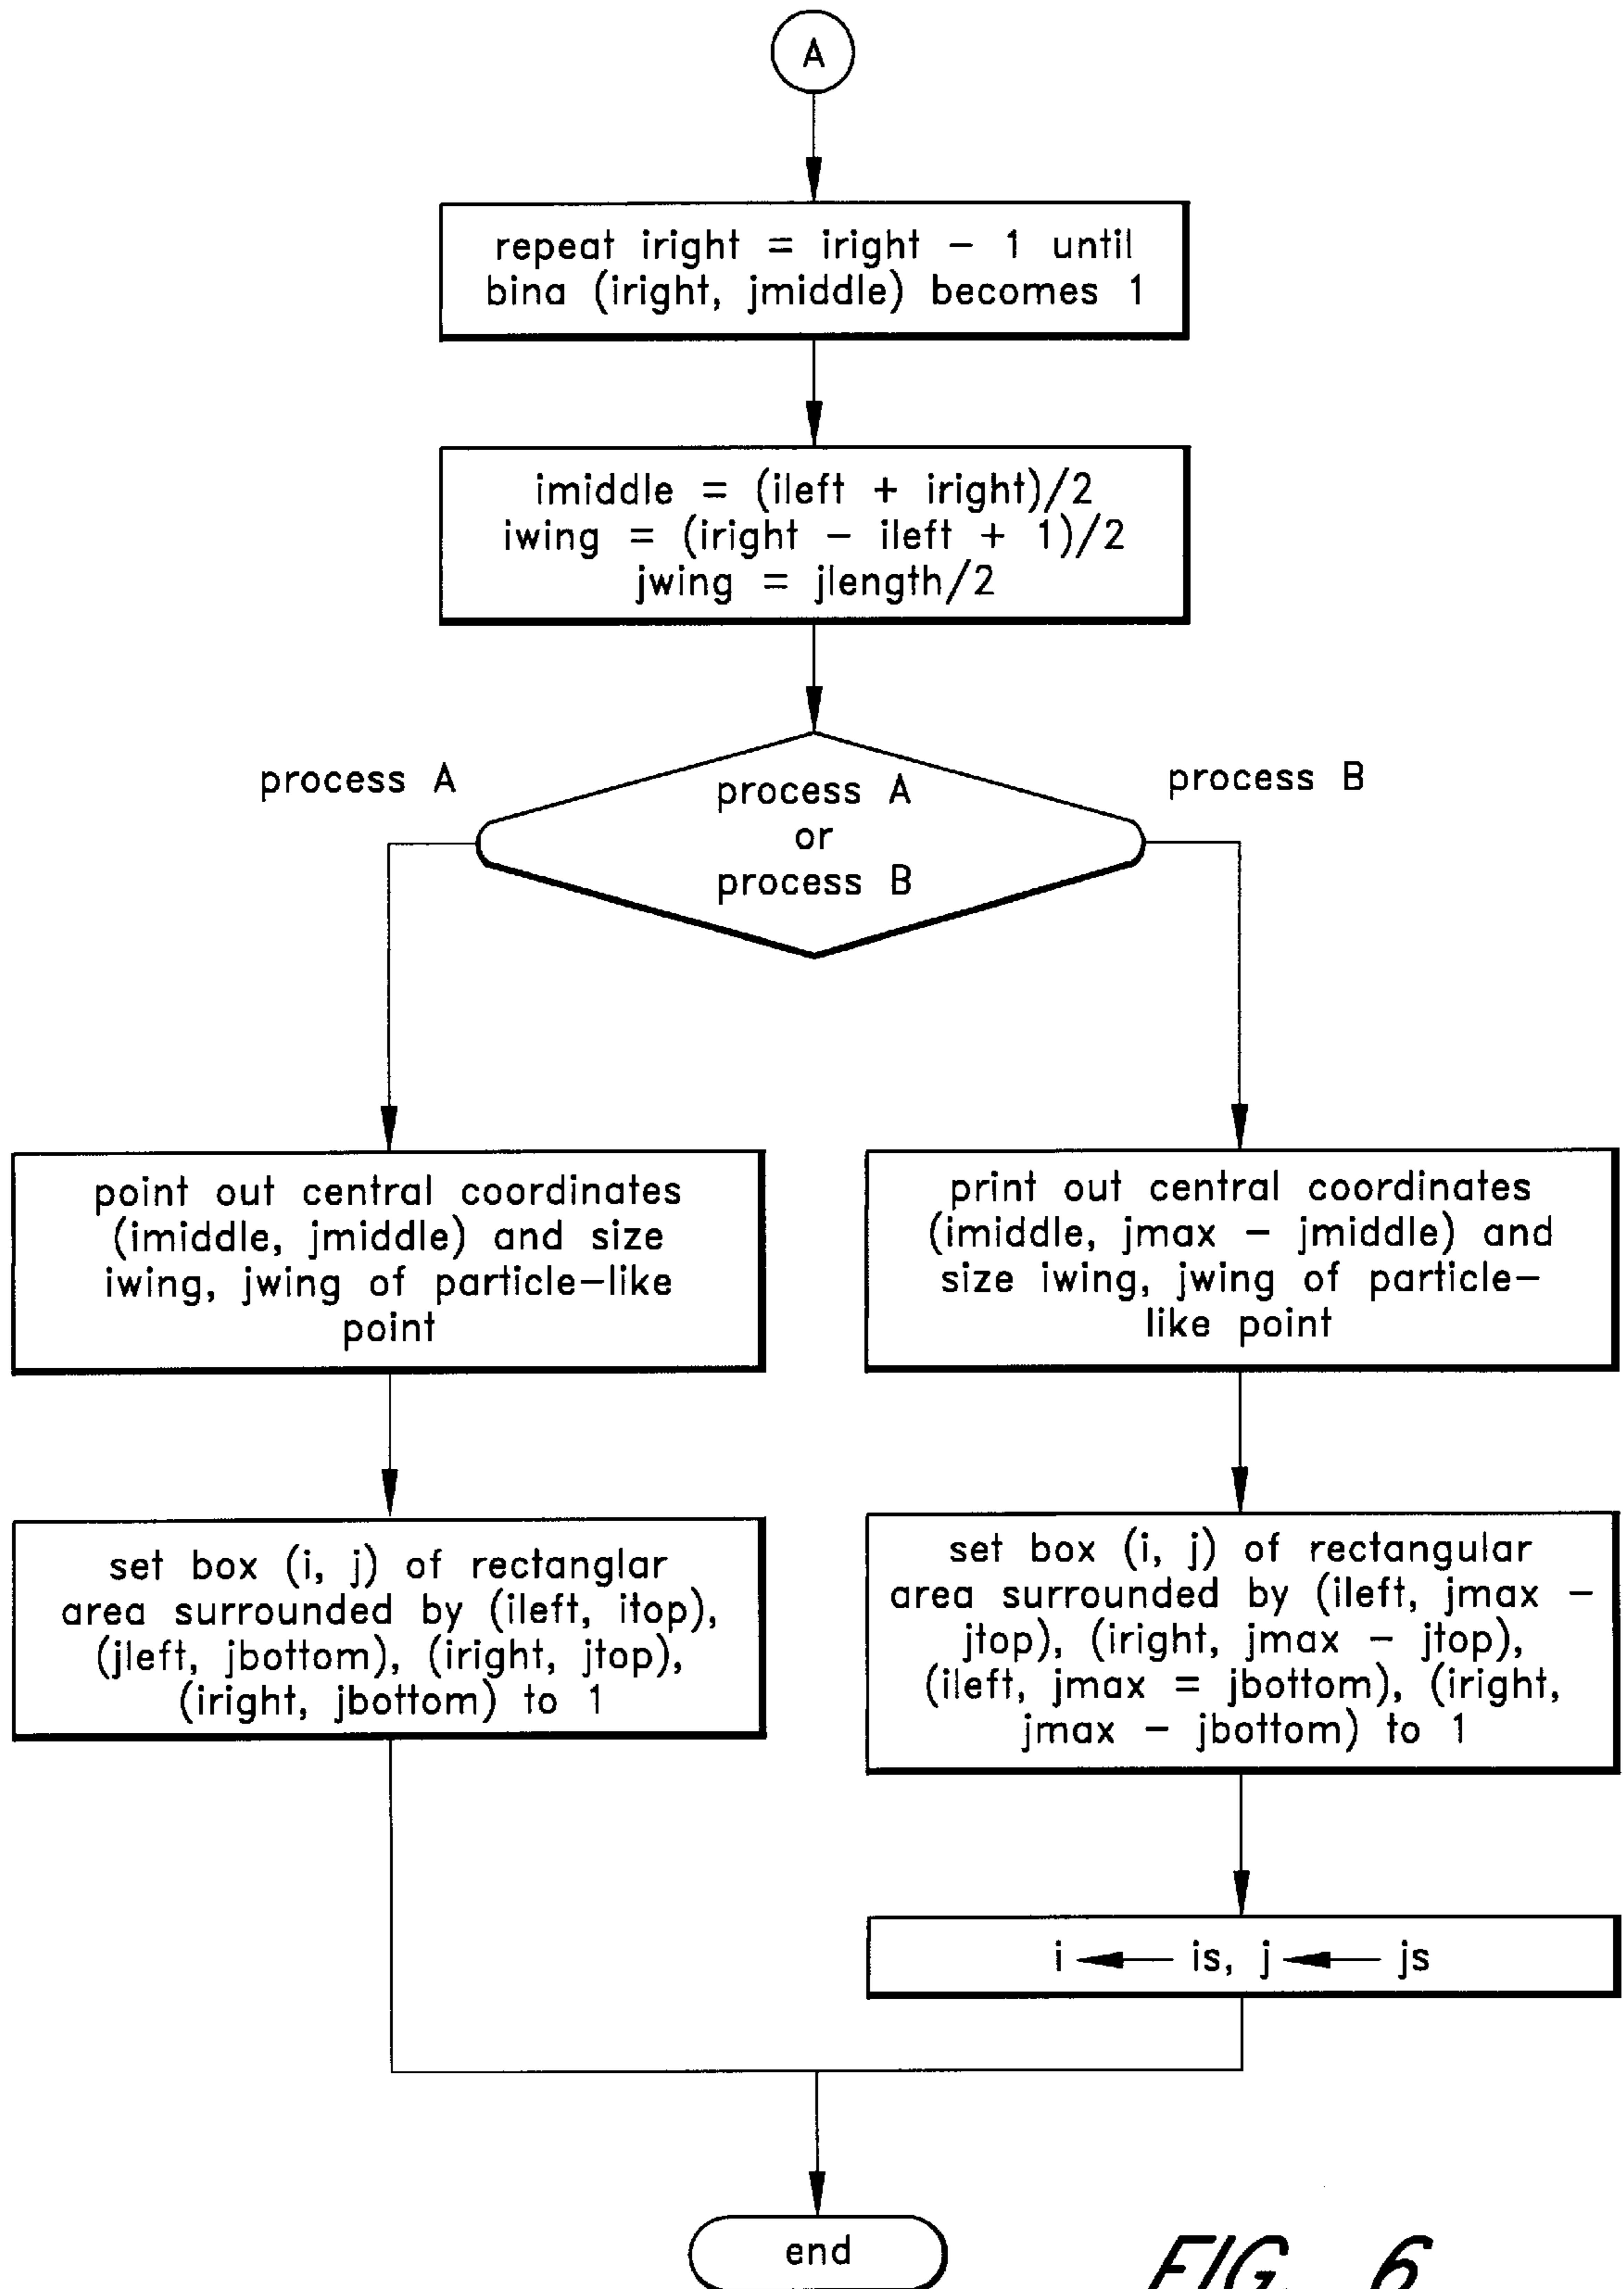 A
repeat iright = iright - 1 until
bina (iright, jmiddle) becomes 1
imiddle = (ileft + iright)/2
iwing = (iright - ileft + 1)/2
jwing = jlength/2
process A
process A
or
process B
process B
point out central coordinates
(imiddle, jmiddle) and size
iwing, jwing of particle-like
point
set box (i, j) of rectanglar
area surrounded by (ileft, itop),
(jleft, jbottom), (iright, jtop),
(iright, jbottom) to 1
print out central coordinates
(imiddle, jmax - jmiddle) and
size iwing, jwing of particle-
like point
set box (i, j) of rectangular
area surrounded by (ileft, jmax -
jtop), (iright, jmax - jtop),
(ileft, jmax = jbottom), (iright,
jmax - jbottom) to 1
i ← is, j ← js
end
FIG. 6